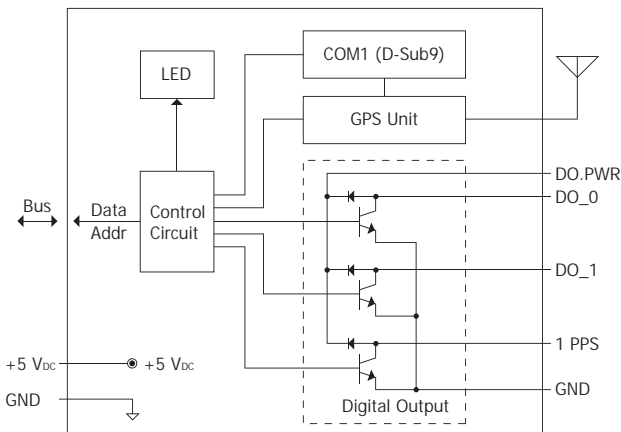 COM1 (D-Sub9)
LED
GPS Unit
DO.PWR
DO_0
Bus
Data
Addr
Control
Circuit
DO_1
1 PPS
+5 VDC
+5 VDC
GND
GND
Digital Output